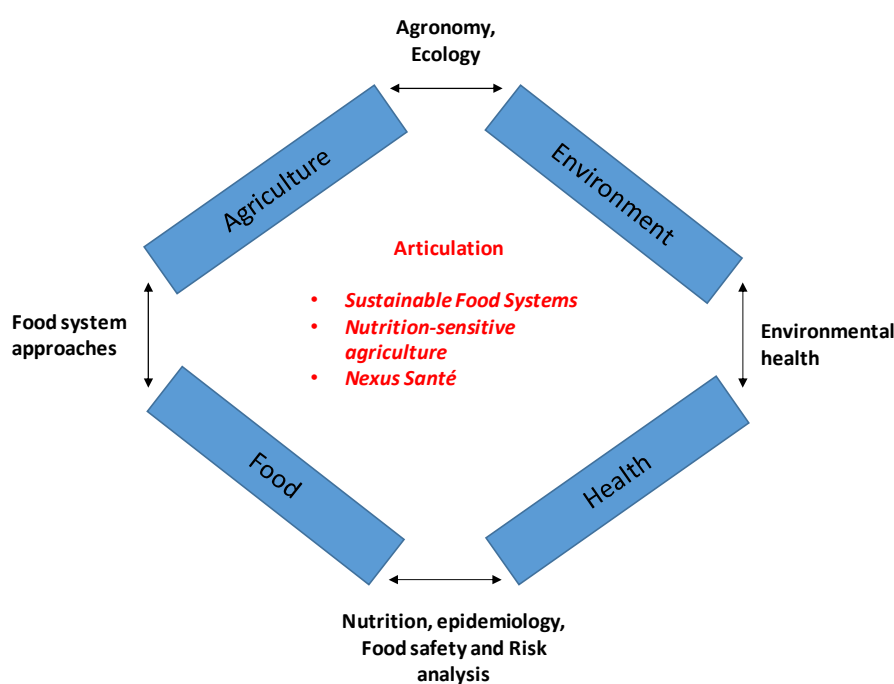 Agronomy,
Ecology
Agriculture
Environment
Articulation
• Sustainable Food Systems
• Nutrition-sensitive
agriculture
• Nexus Santé
Food system
approaches
Environmental
health
Food
Health
Nutrition, epidemiology,
Food safety and Risk
analysis